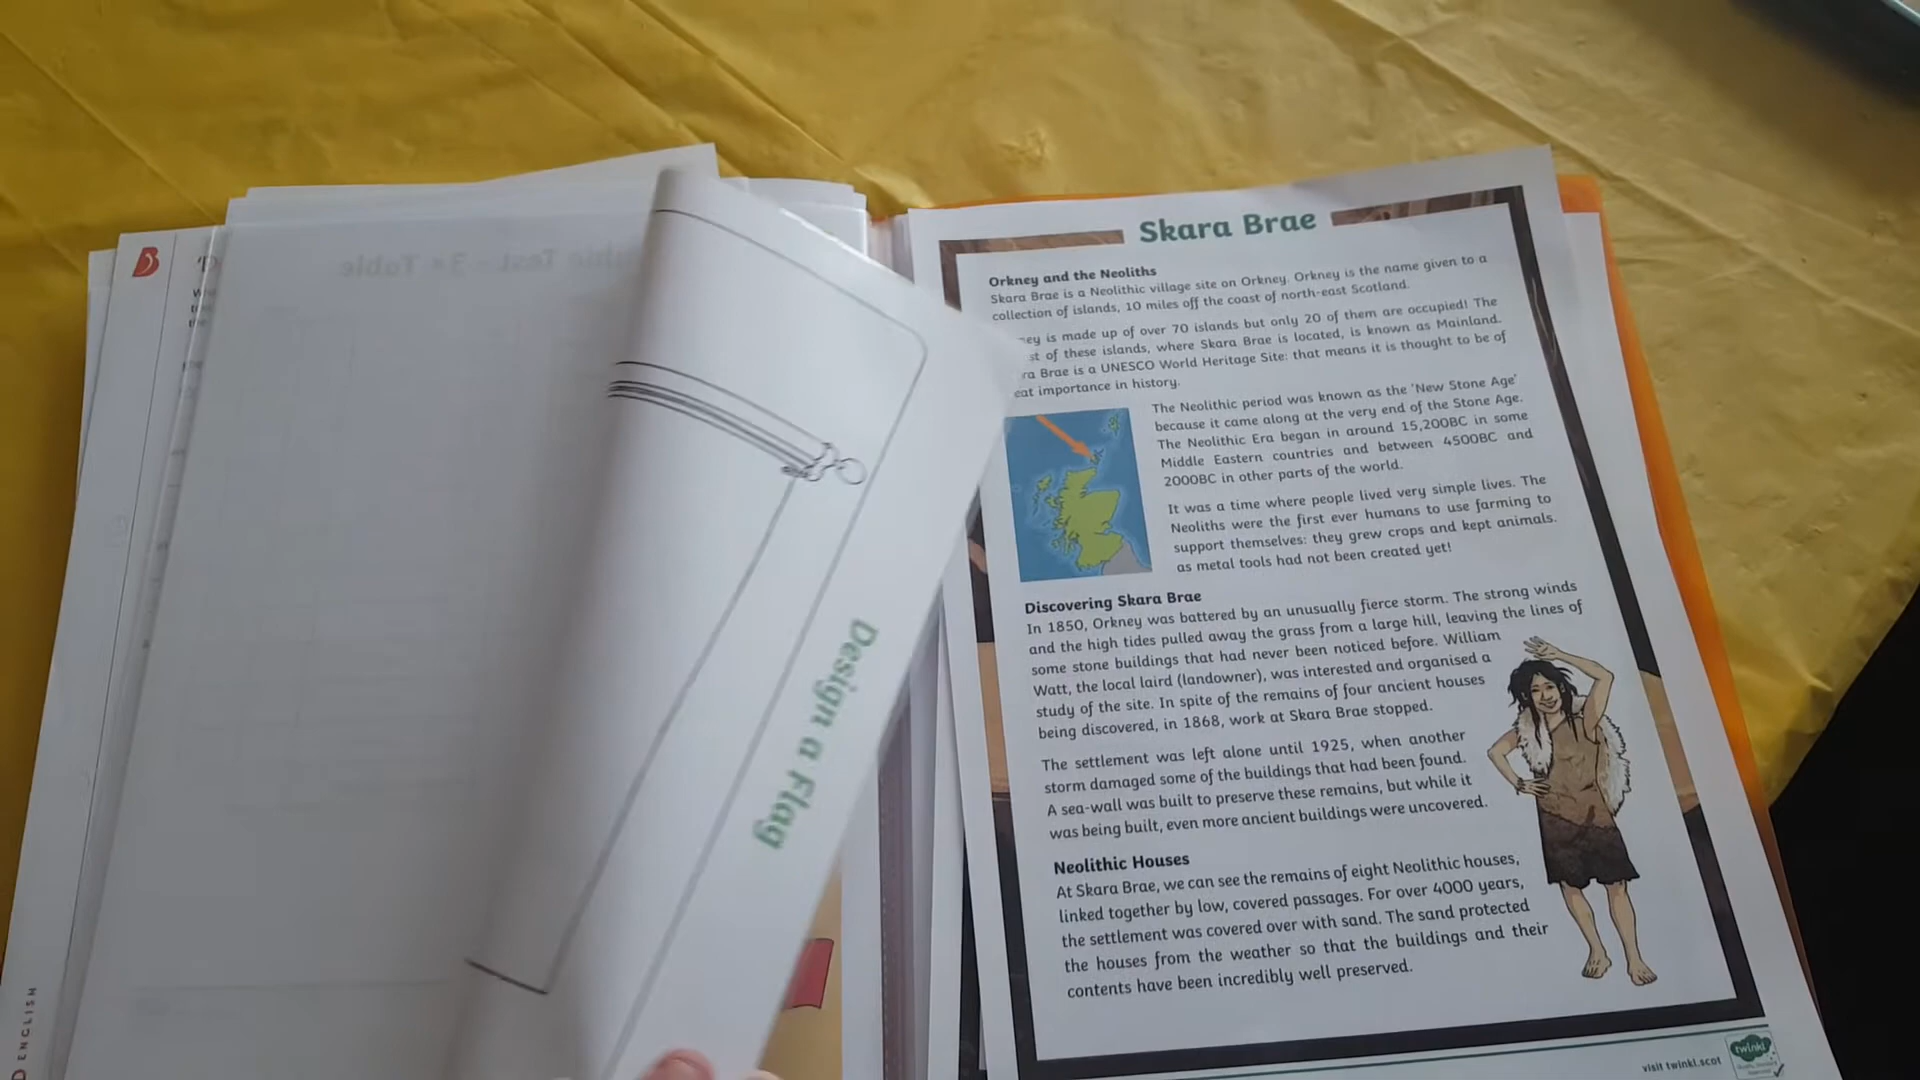 Design a Flag
ENGLISH
Skara Brae
Orkney and the Neoliths
Skara Brae is a Neolithic village site on Orkney. Orkney is the name given to a
collection of islands, 10 miles off the coast of north-east Scotland.
is made up of over 70 islands but only 20 of them are occupied! The
of these islands, where Skara Brae is located, is known as Mainland.
Brae is a UNESCO World Heritage Site: that means it is thought to be of
importance in history.
The Neolithic period was known as the 'New Stone Age'
because it came along at the very end of the Stone Age.
The Neolithic Era began in around 15,200BC in some
Middle Eastern countries and between 4500BC and
2000BC in other parts of the world.
It was a time where people lived very simple lives. The
Neoliths were the first ever humans to use farming to
support themselves: they grew crops and kept animals.
as metal tools had not been created yet!
Discovering Skara Brae
In 1850, Orkney was battered by an unusually fierce storm. The strong winds
and the high tides pulled away the grass from a large hill, leaving the lines of
some stone buildings that had never been noticed before. William
Watt, the local laird (landowner), was interested and organised a
study of the site. In spite of the remains of four ancient houses
being discovered, in 1868, work at Skara Brae stopped.
The settlement was left alone until 1925, when another
storm damaged some of the buildings that had been found.
A sea-wall was built to preserve these remains, but while it
was being built, even more ancient buildings were uncovered.
Neolithic Houses
At Skara Brae, we can see the remains of eight Neolithic houses,
linked together by low, covered passages. For over 4000 years,
the settlement was covered over with sand. The sand protected
the houses from the weather so that the buildings and their
contents have been incredibly well preserved.
visit twinkl.scot
twinkl